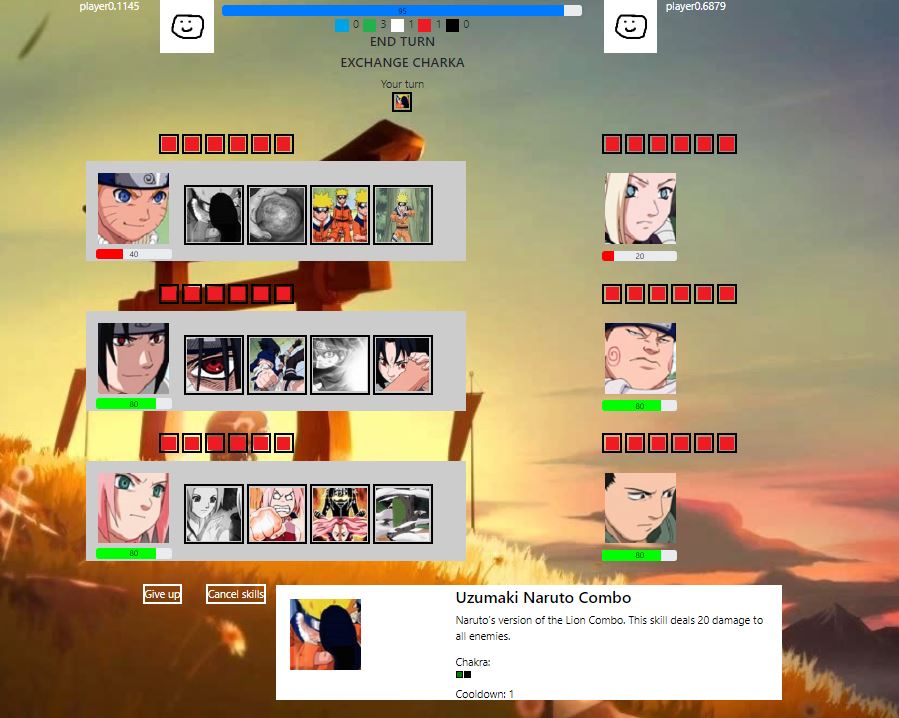 player0.1145
95
player0.6879
0 3 1 1 0
END TURN
EXCHANGE CHARKA
Your turn
40
20
80
80
80
80
Give up
Cancel skills
Uzumaki Naruto Combo
Naruto's version of the Lion Combo. This skill deals 20 damage to
all enemies.
Chakra:
Cooldown: 1